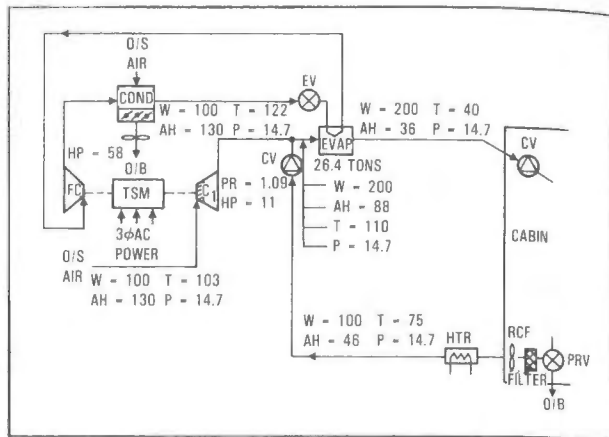 O/S
AIR
COND
EV
W = 100 T = 122
AH = 130 P = 14.7
W = 200 T = 40
AH = 36 P = 14.7
EVAP
26.4 TONS
CV
CV
HP = 58
O/B
FC
TSM
C1
PR = 1.09
HP = 11
W = 200
AH = 88
T = 110
P = 14.7
CABIN
3ϕAC
POWER
O/S
AIR
W = 100 T = 103
AH = 130 P = 14.7
W = 100 T = 75
AH = 46 P = 14.7
HTR
RCF
FILTER
PRV
O/B